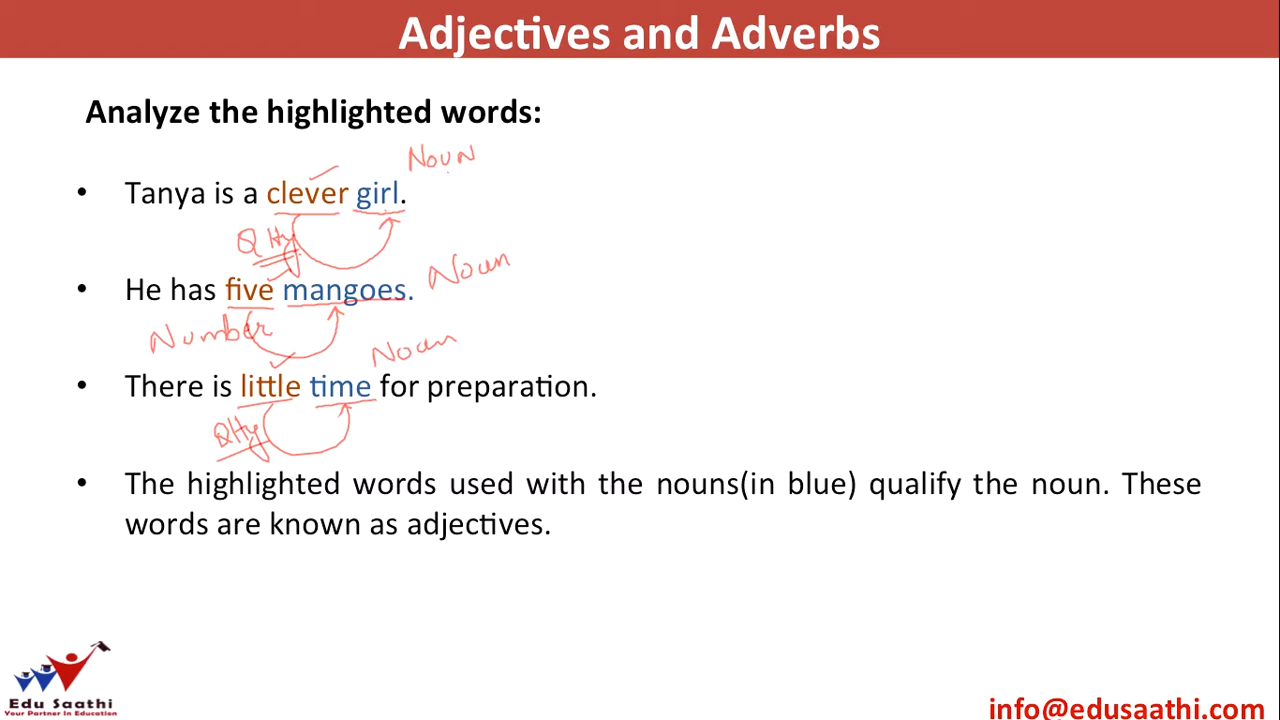 Adjectives and Adverbs
Analyze the highlighted words:
Noun
• Tanya is a clever girl.
Qlty
• He has five mangoes.
Noun
Number
Noun
• There is little time for preparation.
Qty
• The highlighted words used with the nouns(in blue) qualify the noun. These
words are known as adjectives.
Edu Saathi
Your Partner In Education
info@edusaathi.com